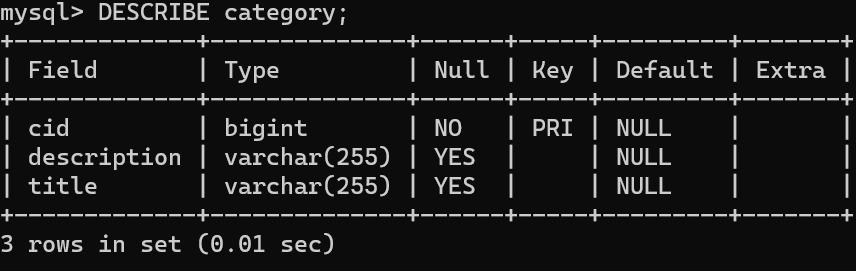 mysql> DESCRIBE category;
+-------------+--------------+------+-----+---------+-------+
| Field       | Type         | Null | Key | Default | Extra |
+-------------+--------------+------+-----+---------+-------+
| cid         | bigint       | NO   | PRI | NULL    |       |
| description | varchar(255) | YES  |     | NULL    |       |
| title       | varchar(255) | YES  |     | NULL    |       |
+-------------+--------------+------+-----+---------+-------+
3 rows in set (0.01 sec)